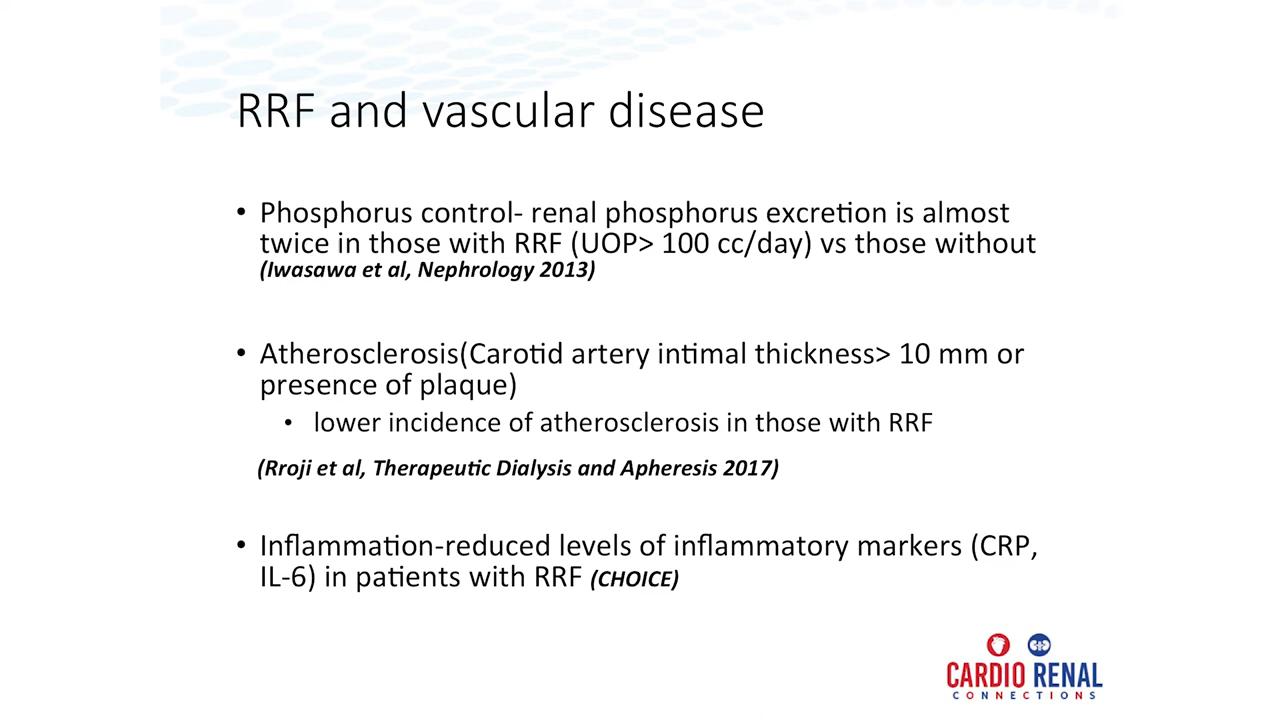 RRF and vascular disease
• Phosphorus control- renal phosphorus excretion is almost
twice in those with RRF (UOP> 100 cc/day) vs those without
(Iwasawa et al, Nephrology 2013)
• Atherosclerosis(Carotid artery intimal thickness> 10 mm or
presence of plaque)
• lower incidence of atherosclerosis in those with RRF
(Rroji et al, Therapeutic Dialysis and Apheresis 2017)
• Inflammation-reduced levels of inflammatory markers (CRP,
IL-6) in patients with RRF (CHOICE)
CARDIO RENAL
CONNECTIONS